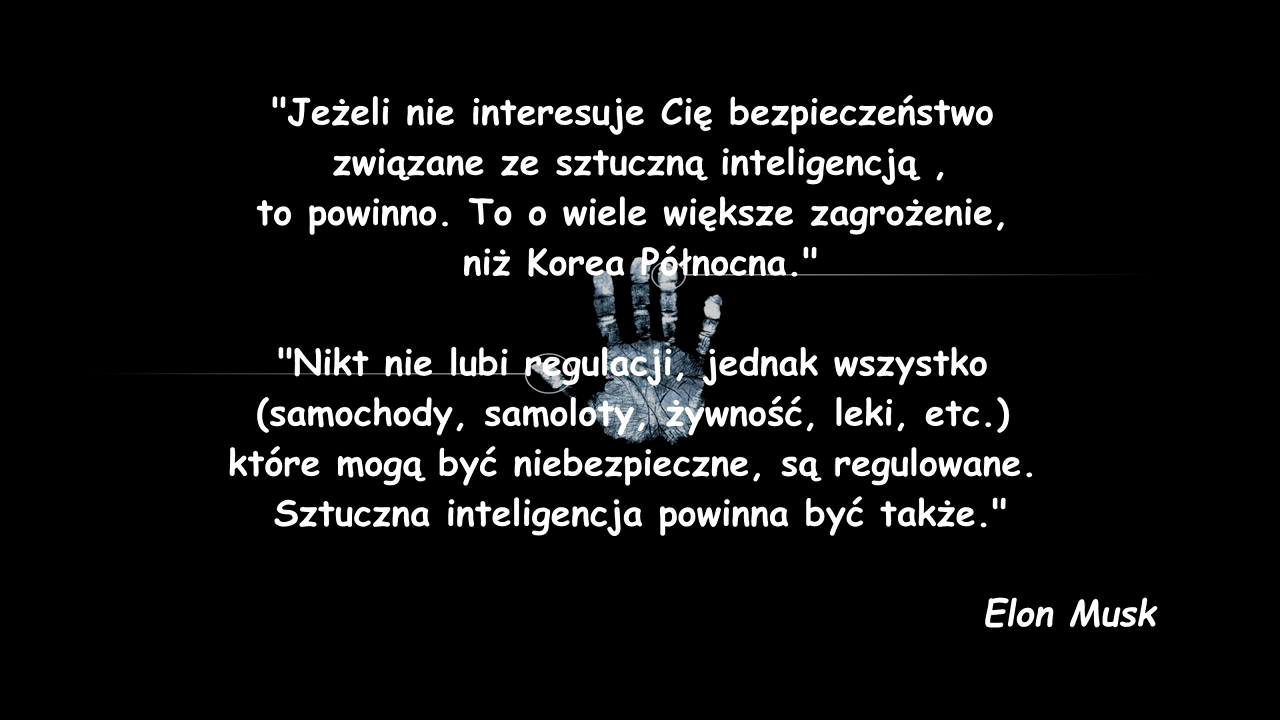 "Jeżeli nie interesuje Cię bezpieczeństwo
związane ze sztuczną inteligencją ,
to powinno. To o wiele większe zagrożenie,
niż Korea Północna."
"Nikt nie lubi regulacji, jednak wszystko
(samochody, samoloty, żywność, leki, etc.)
które mogą być niebezpieczne, są regulowane.
Sztuczna inteligencja powinna być także."
Elon Musk